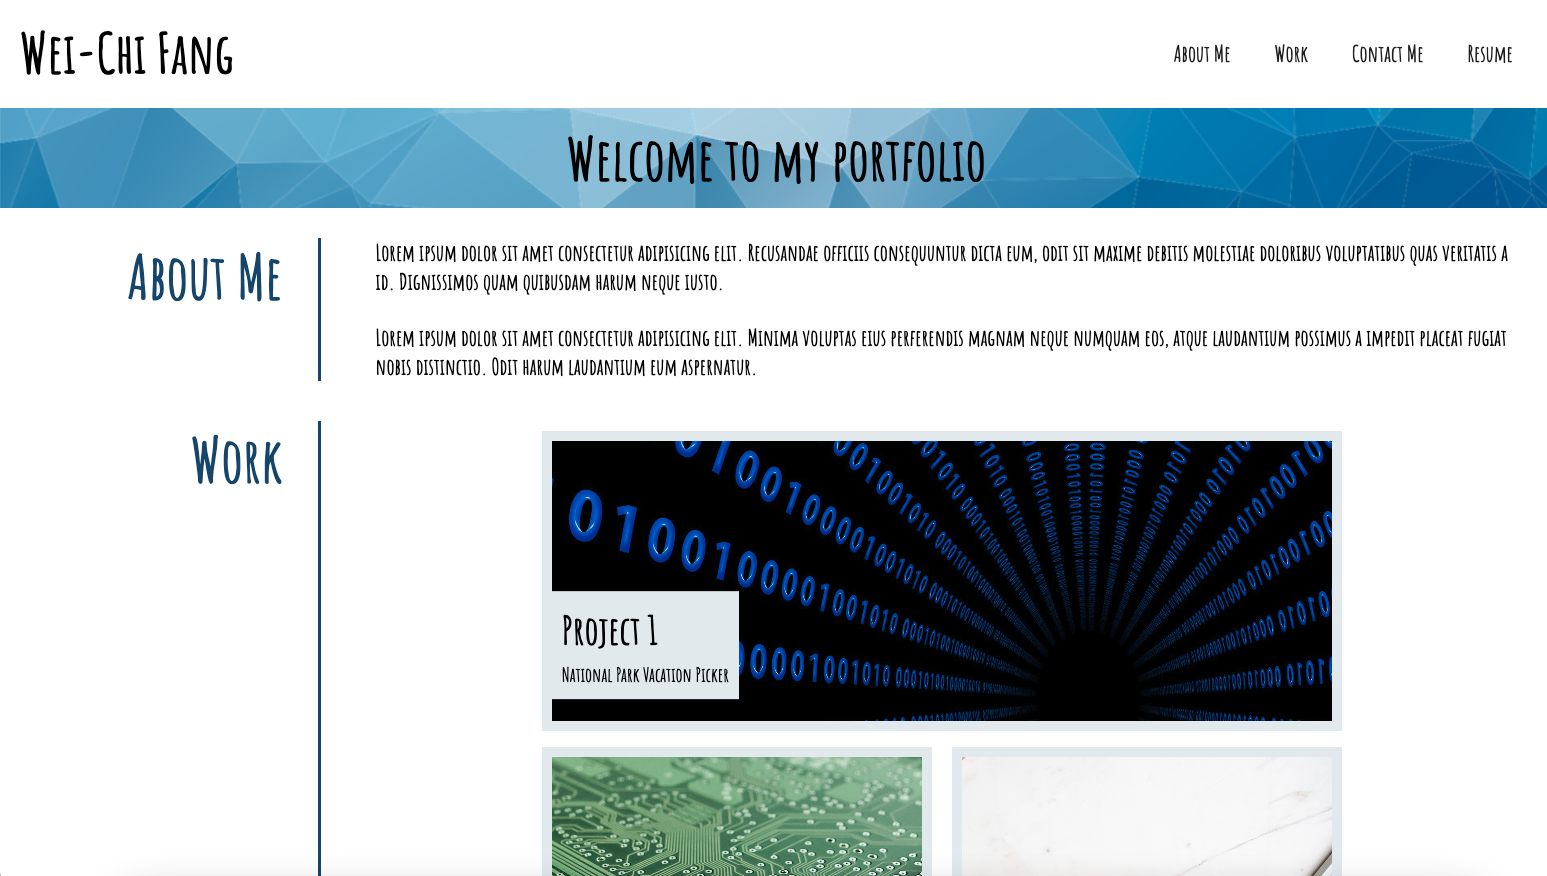 Wei-Chi Fang
About Me
Work
Contact Me
Resume
Welcome to my portfolio
About Me
Lorem ipsum dolor sit amet consectetur adipisicing elit. Recusandae officiis consequuntur dicta eum, odit sit maxime debitis molestiae doloribus voluptatibus quas veritatis a
id. Dignissimos quam quibusdam harum neque iusto.
Lorem ipsum dolor sit amet consectetur adipisicing elit. Minima voluptas eius perferendis magnam neque numquam eos, atque laudantium possimus a impedit placeat fugiat
nobis distinctio. Odit harum laudantium eum aspernatur.
Work
Project 1
National Park Vacation Picker